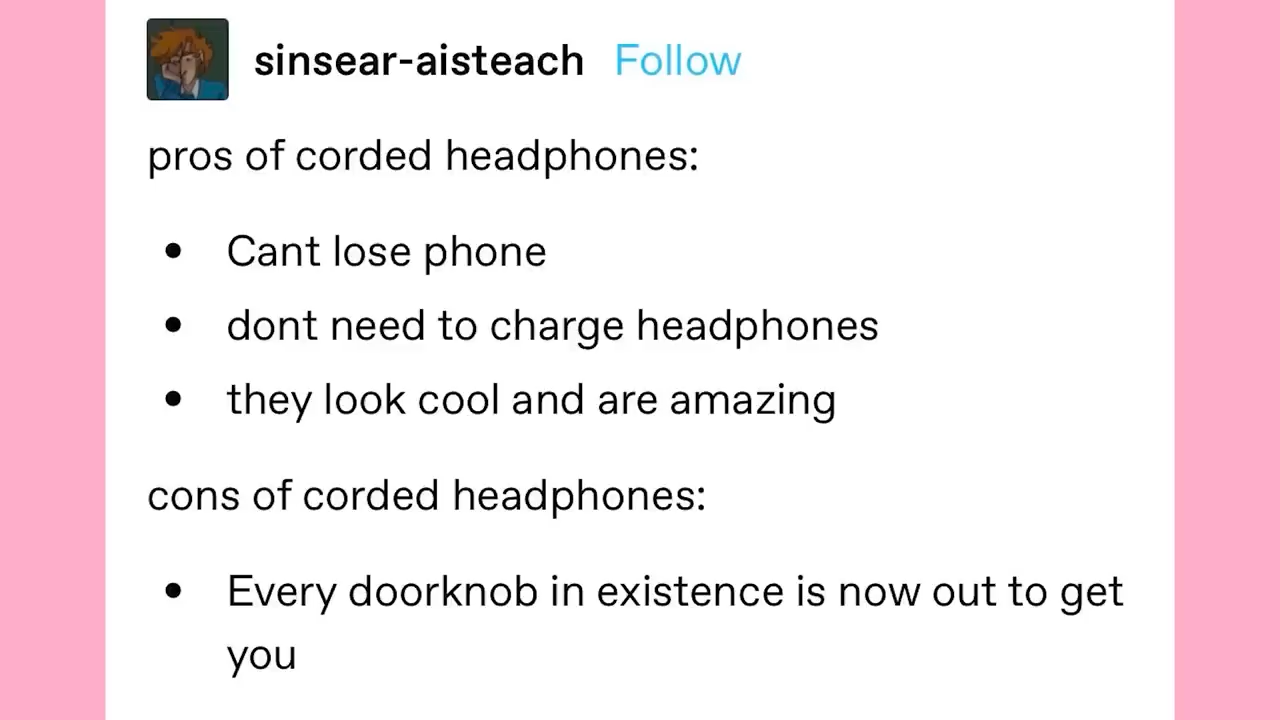 sinsear-aisteach Follow
pros of corded headphones:
• Cant lose phone
• dont need to charge headphones
• they look cool and are amazing
cons of corded headphones:
• Every doorknob in existence is now out to get
you